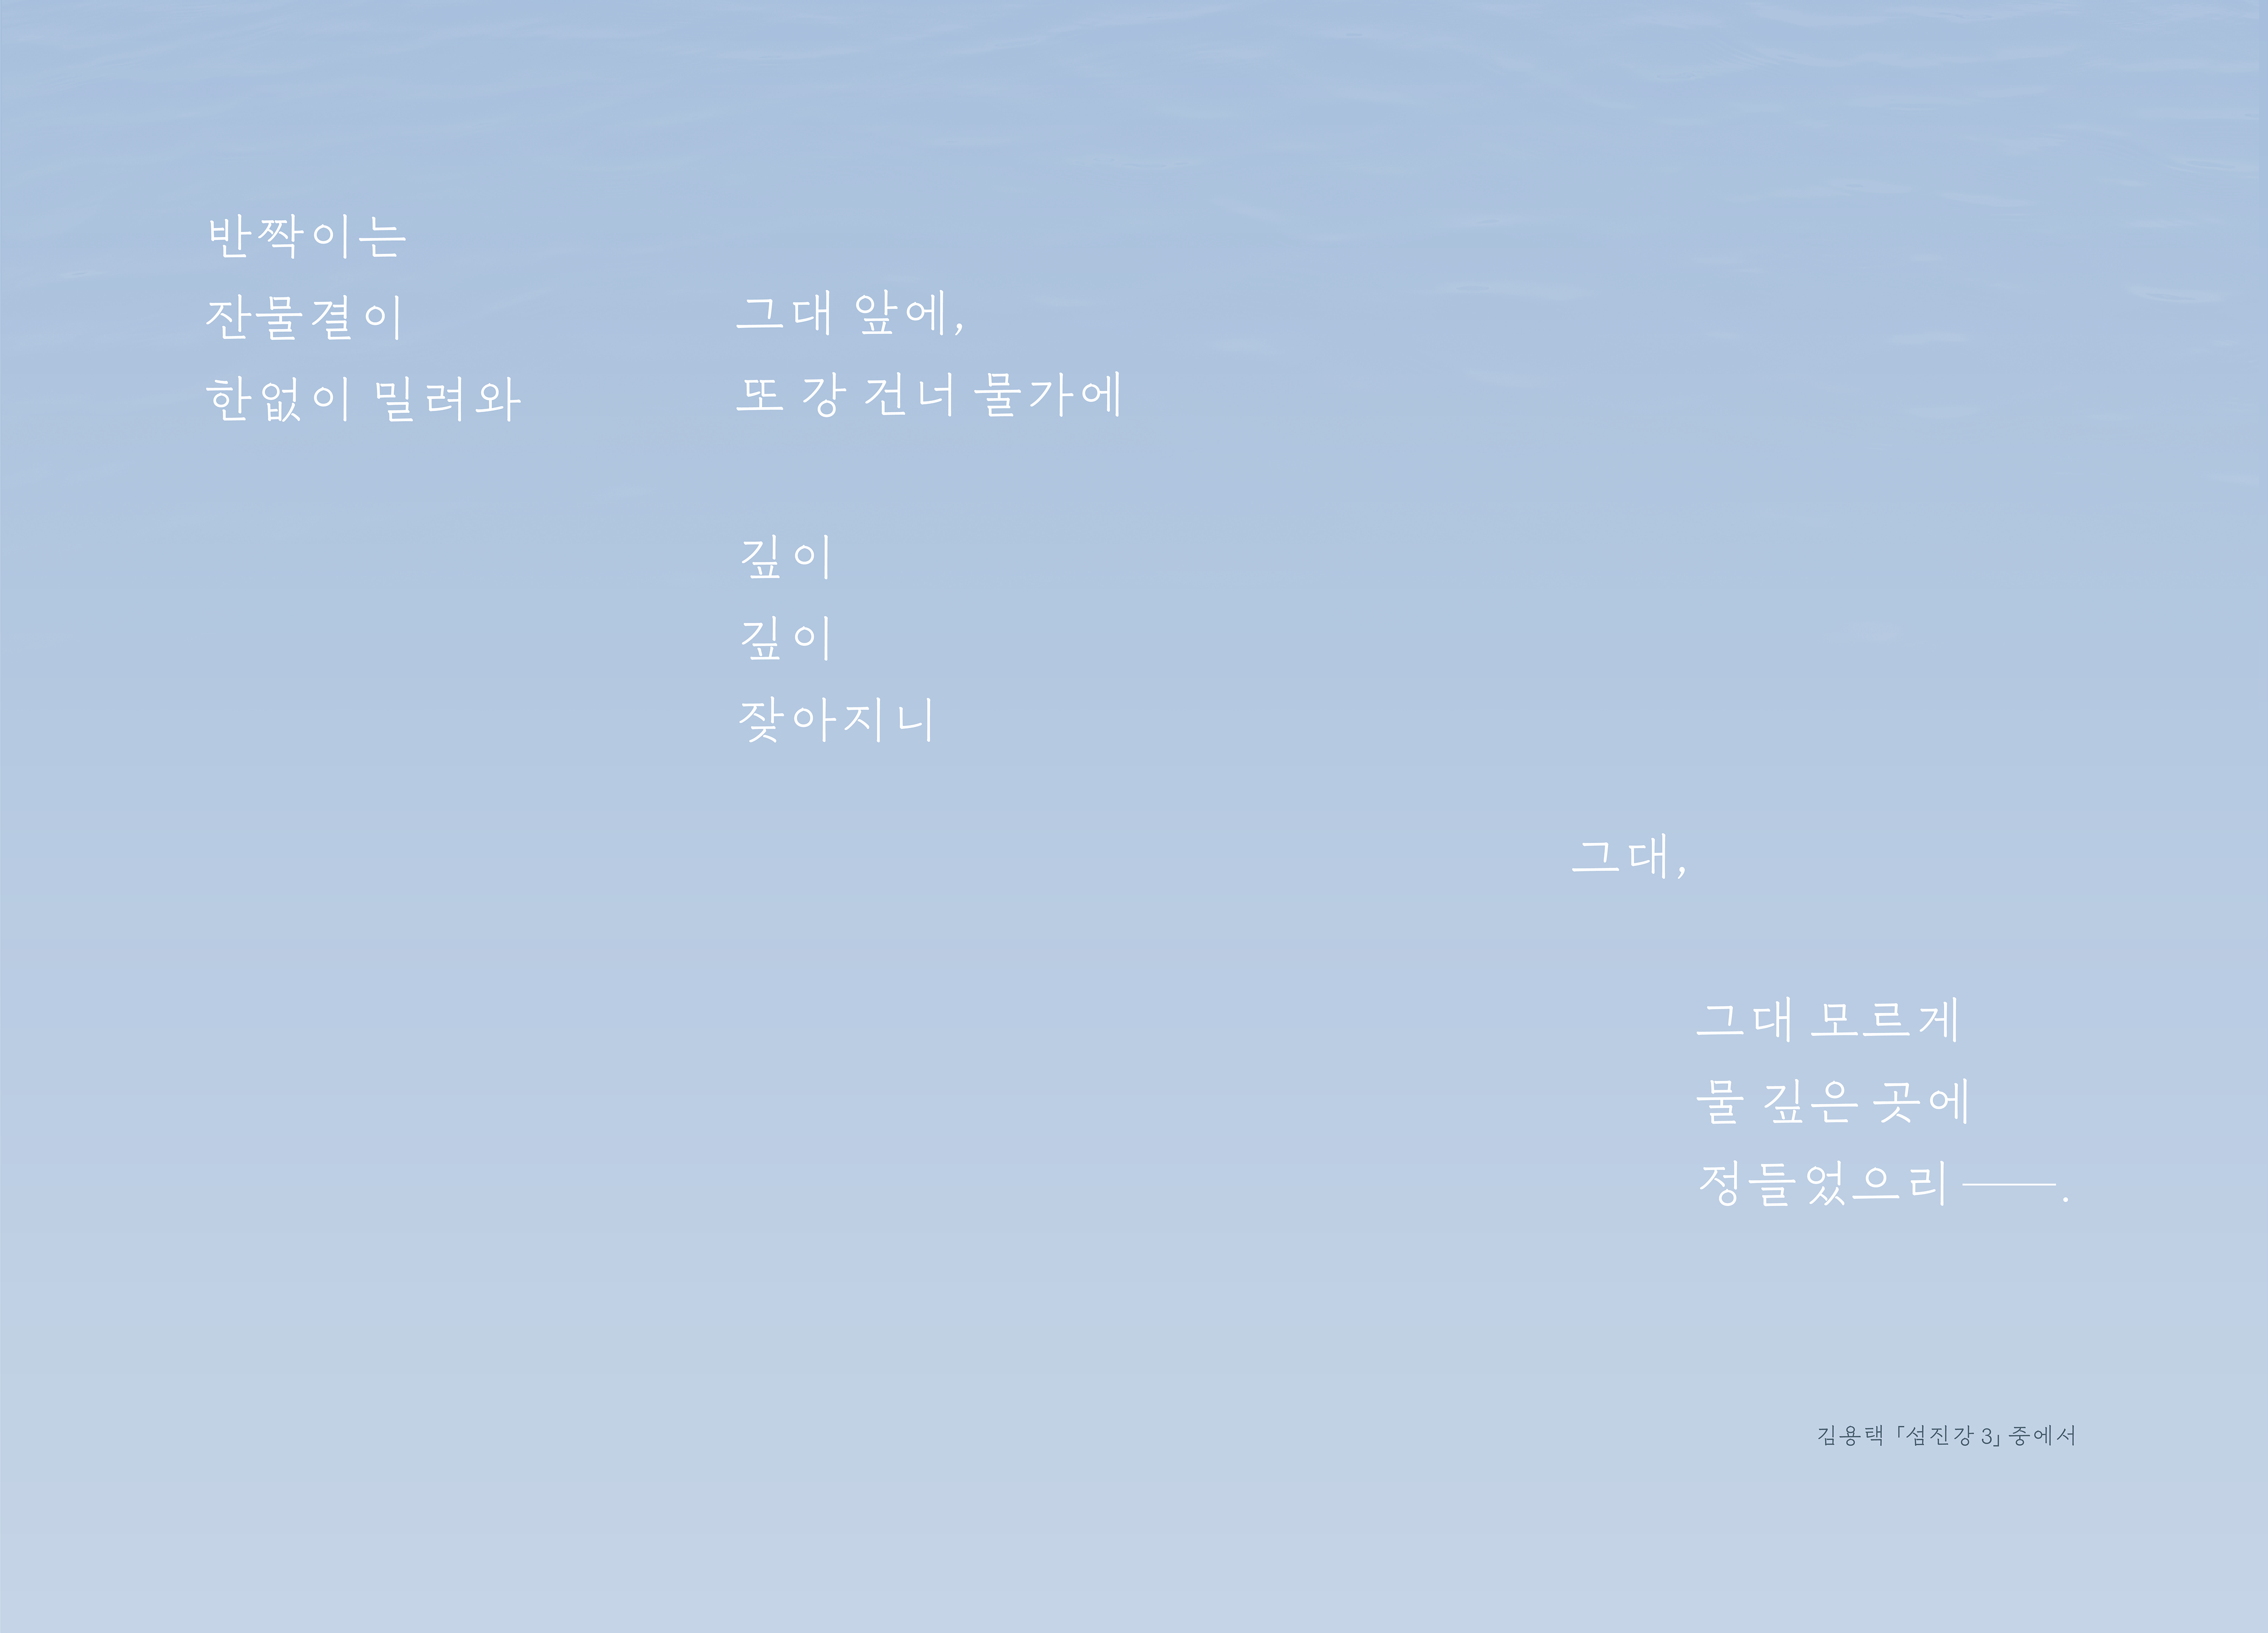 반짝이는
잔물결이
한없이 밀려와
그대 앞에,
또 강 건너 물가에
깊이
깊이
잦아지니
그대,
그대 모르게
물 깊은 곳에
정들었으리──.
김용택 「섬진강 3」 중에서